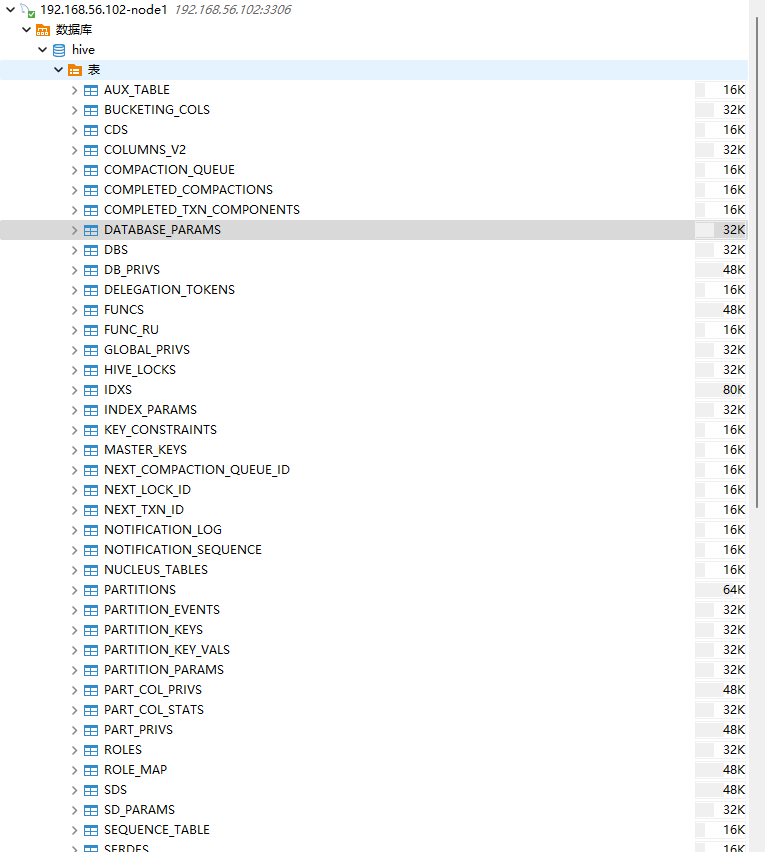 192.168.56.102-node1 192.168.56.102:3306
数据库
hive
表
AUX_TABLE 16K
BUCKETING_COLS 32K
CDS 16K
COLUMNS_V2 32K
COMPACTION_QUEUE 16K
COMPLETED_COMPACTIONS 16K
COMPLETED_TXN_COMPONENTS 16K
DATABASE_PARAMS 32K
DBS 32K
DB_PRIVS 48K
DELEGATION_TOKENS 16K
FUNCS 48K
FUNC_RU 16K
GLOBAL_PRIVS 32K
HIVE_LOCKS 32K
IDXS 80K
INDEX_PARAMS 32K
KEY_CONSTRAINTS 16K
MASTER_KEYS 16K
NEXT_COMPACTION_QUEUE_ID 16K
NEXT_LOCK_ID 16K
NEXT_TXN_ID 16K
NOTIFICATION_LOG 16K
NOTIFICATION_SEQUENCE 16K
NUCLEUS_TABLES 16K
PARTITIONS 64K
PARTITION_EVENTS 32K
PARTITION_KEYS 32K
PARTITION_KEY_VALS 32K
PARTITION_PARAMS 32K
PART_COL_PRIVS 48K
PART_COL_STATS 32K
PART_PRIVS 48K
ROLES 32K
ROLE_MAP 48K
SDS 48K
SD_PARAMS 32K
SEQUENCE_TABLE 16K
SERDES 16K